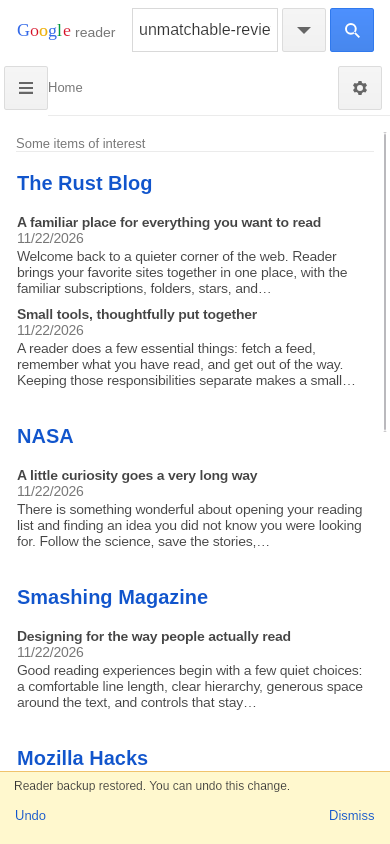 Google reader
unmatchable-revie
Home
Some items of interest
The Rust Blog
A familiar place for everything you want to read
11/22/2026
Welcome back to a quieter corner of the web. Reader
brings your favorite sites together in one place, with the
familiar subscriptions, folders, stars, and…
Small tools, thoughtfully put together
11/22/2026
A reader does a few essential things: fetch a feed,
remember what you have read, and get out of the way.
Keeping those responsibilities separate makes a small…
NASA
A little curiosity goes a very long way
11/22/2026
There is something wonderful about opening your reading
list and finding an idea you did not know you were looking
for. Follow the science, save the stories,…
Smashing Magazine
Designing for the way people actually read
11/22/2026
Good reading experiences begin with a few quiet choices:
a comfortable line length, clear hierarchy, generous space
around the text, and controls that stay…
Mozilla Hacks
Reader backup restored. You can undo this change.
Undo
Dismiss